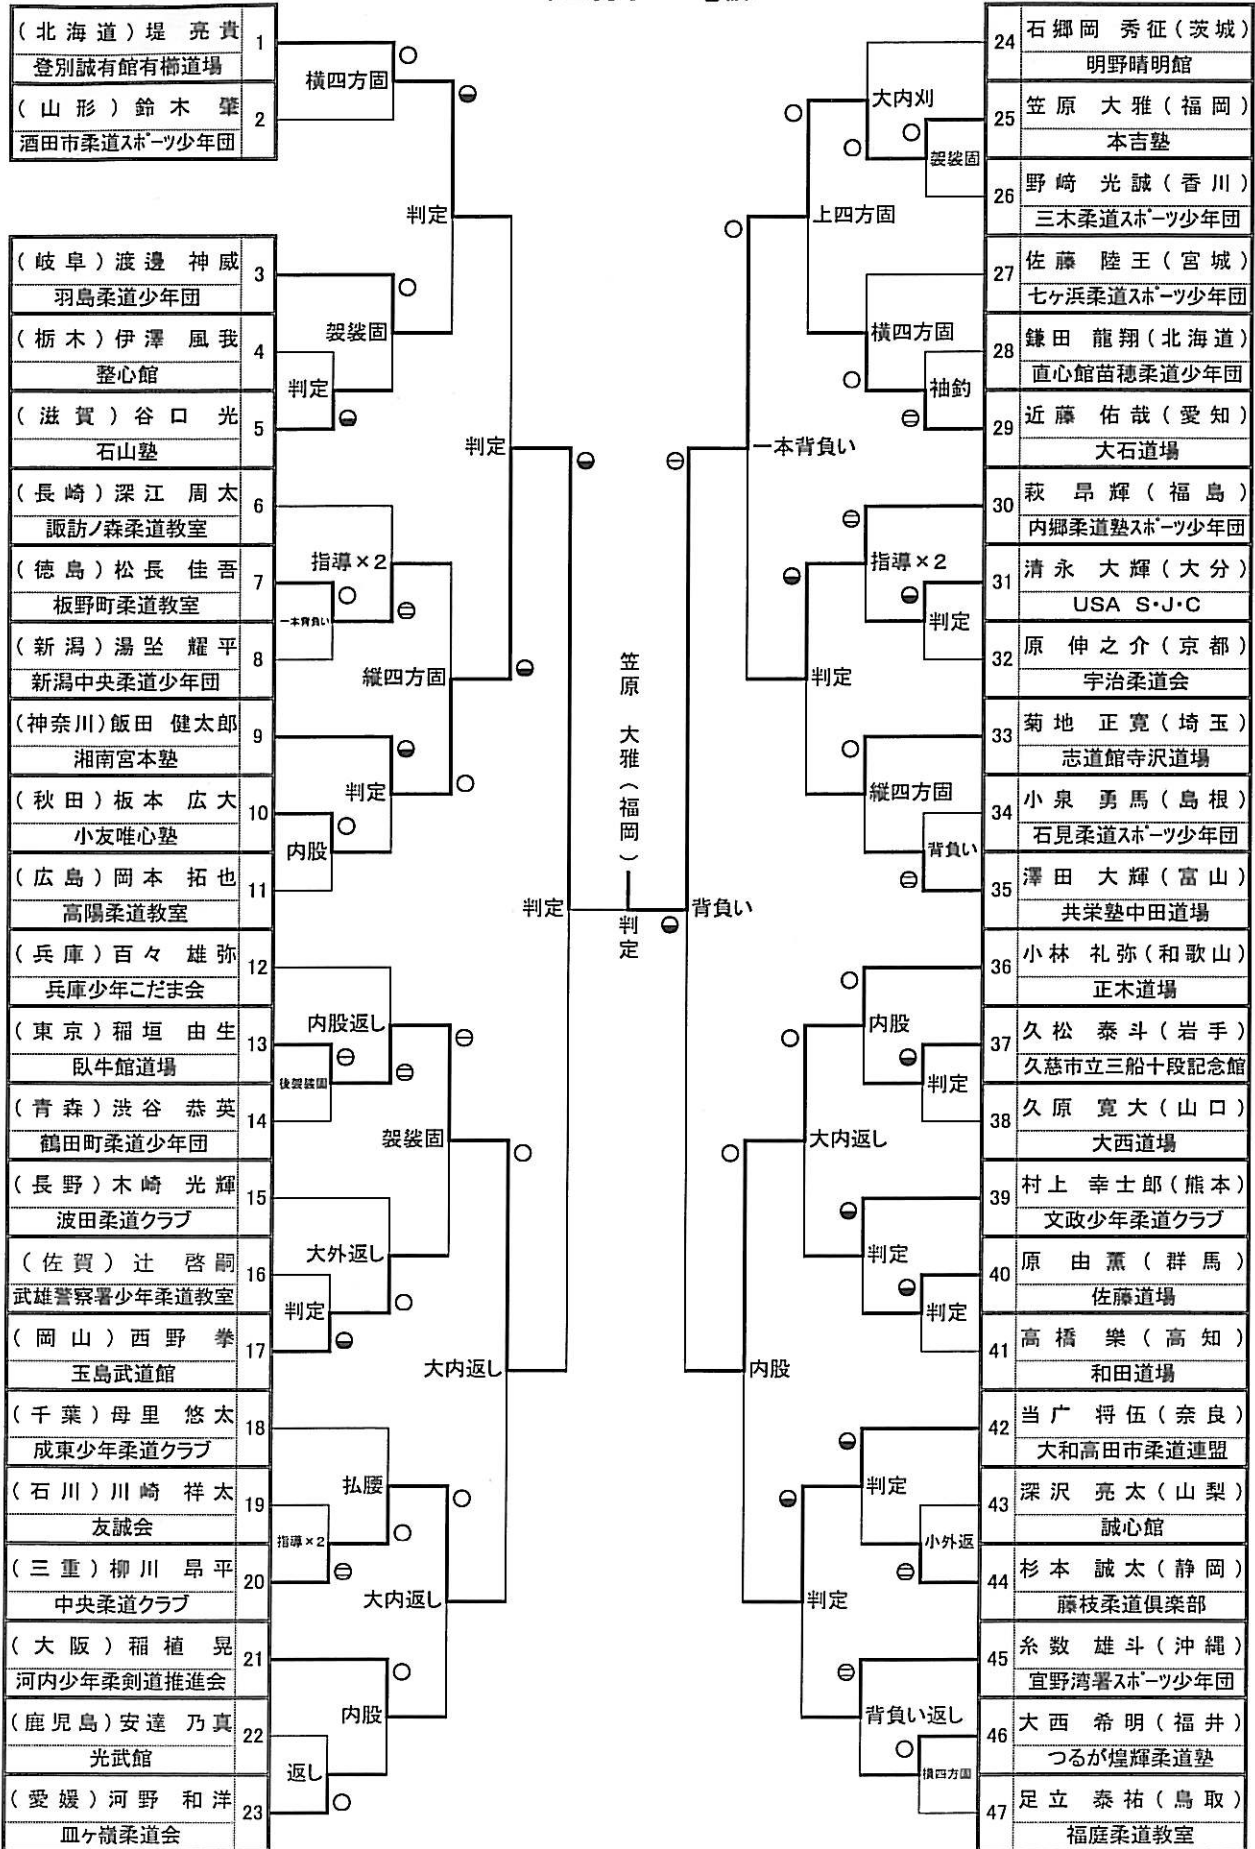 (北海道)堤 亮貴
1
登別誠有館有櫛道場
(山形)鈴木 肇
2
酒田市柔道スポーツ少年団
(岐阜)渡邊 神威
3
羽島柔道少年団
(栃木)伊澤 風我
4
整心館
(滋賀)谷口 光
5
石山塾
(長崎)深江 周太
6
諏訪ノ森柔道教室
(徳島)松長 佳吾
7
板野町柔道教室
(新潟)湯埜 耀平
8
新潟中央柔道少年団
(神奈川)飯田 健太郎
9
湘南宮本塾
(秋田)板本 広大
10
小友唯心塾
(広島)岡本 拓也
11
高陽柔道教室
(兵庫)百々 雄弥
12
兵庫少年こだま会
(東京)稲垣 由生
13
臥牛館道場
(青森)渋谷 恭英
14
鶴田町柔道少年団
(長野)木崎 光輝
15
波田柔道クラブ
(佐賀)辻 啓嗣
16
武雄警察署少年柔道教室
(岡山)西野 拳
17
玉島武道館
(千葉)母里 悠太
18
成東少年柔道クラブ
(石川)川崎 祥太
19
友誠会
(三重)柳川 昂平
20
中央柔道クラブ
(大阪)稲植 晃
21
河内少年柔剣道推進会
(鹿児島)安達 乃真
22
光武館
(愛媛)河野 和洋
23
皿ヶ嶺柔道会
横四方固
判定
袈裟固
判定
判定
指導×2
一本背負い
縦四方固
判定
内股
判定
内股返し
後袈裟固
袈裟固
大外返し
判定
大内返し
払腰
指導×2
大内返し
内股
返し
笠原 大雅(福岡)
判定
大内刈
袈裟固
上四方固
横四方固
袖釣
一本背負い
指導×2
判定
判定
縦四方固
背負い
背負い
内股
判定
大内返し
判定
判定
内股
判定
小外返
判定
背負い返し
横四方固
24
石郷岡 秀征(茨城)
明野晴明館
25
笠原 大雅(福岡)
本吉塾
26
野﨑 光誠(香川)
三木柔道スポーツ少年団
27
佐藤 陸王(宮城)
七ヶ浜柔道スポーツ少年団
28
鎌田 龍翔(北海道)
直心館苗穂柔道少年団
29
近藤 佑哉(愛知)
大石道場
30
萩 昂輝(福島)
内郷柔道塾スポーツ少年団
31
清永 大輝(大分)
USA S・J・C
32
原 伸之介(京都)
宇治柔道会
33
菊地 正寛(埼玉)
志道館寺沢道場
34
小泉 勇馬(島根)
石見柔道スポーツ少年団
35
澤田 大輝(富山)
共栄塾中田道場
36
小林 礼弥(和歌山)
正木道場
37
久松 泰斗(岩手)
久慈市立三船十段記念館
38
久原 寛大(山口)
大西道場
39
村上 幸士郎(熊本)
文政少年柔道クラブ
40
原 由薫(群馬)
佐藤道場
41
高橋 樂(高知)
和田道場
42
当广 将伍(奈良)
大和高田市柔道連盟
43
深沢 亮太(山梨)
誠心館
44
杉本 誠太(静岡)
藤枝柔道倶楽部
45
糸数 雄斗(沖縄)
宜野湾署スポーツ少年団
46
大西 希明(福井)
つるが煌輝柔道塾
47
足立 泰祐(鳥取)
福庭柔道教室